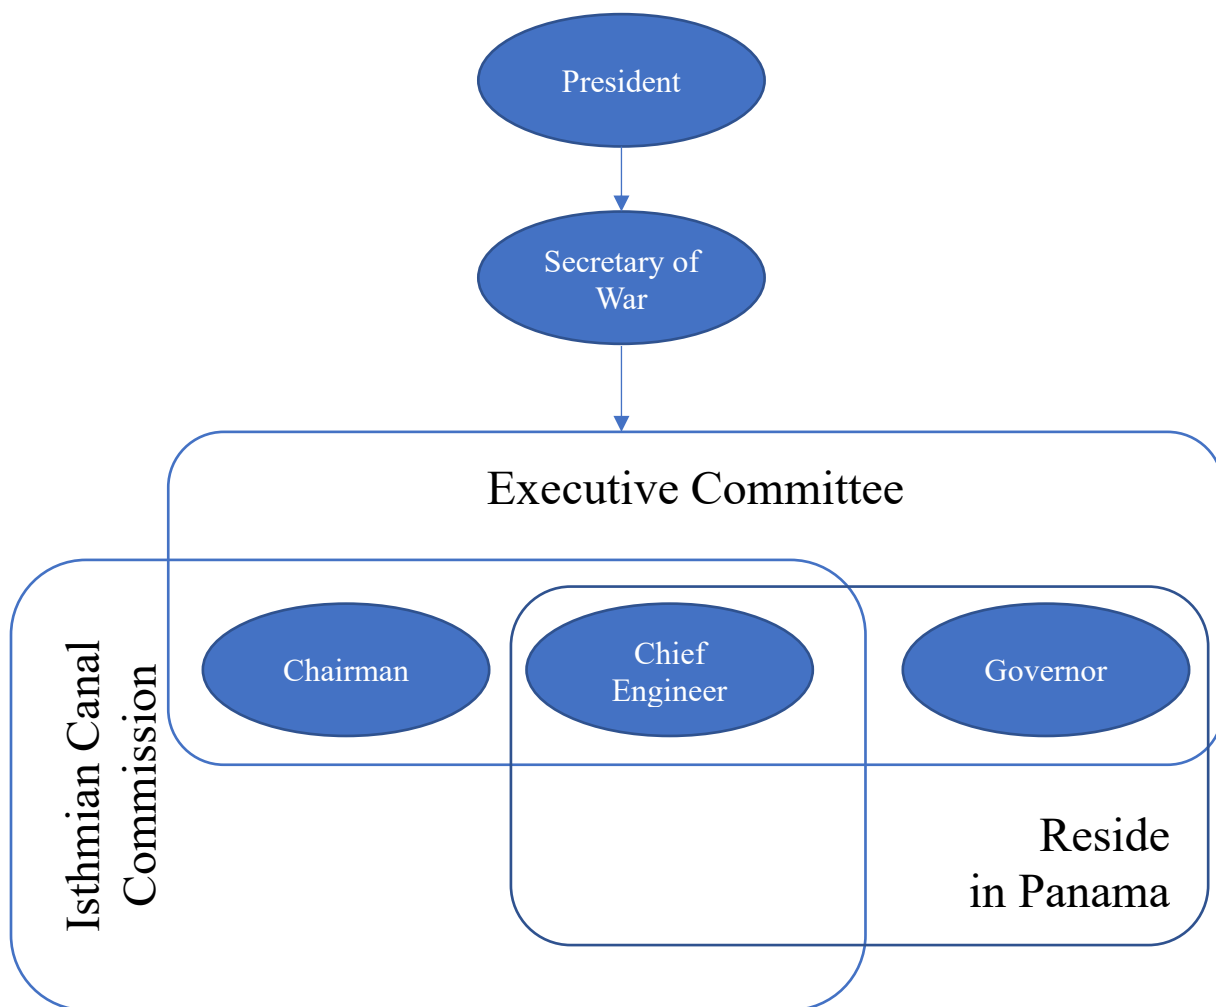 President
Secretary of
War
Executive Committee
Isthmian Canal
Commission
Chairman
Chief
Engineer
Governor
Reside
in Panama